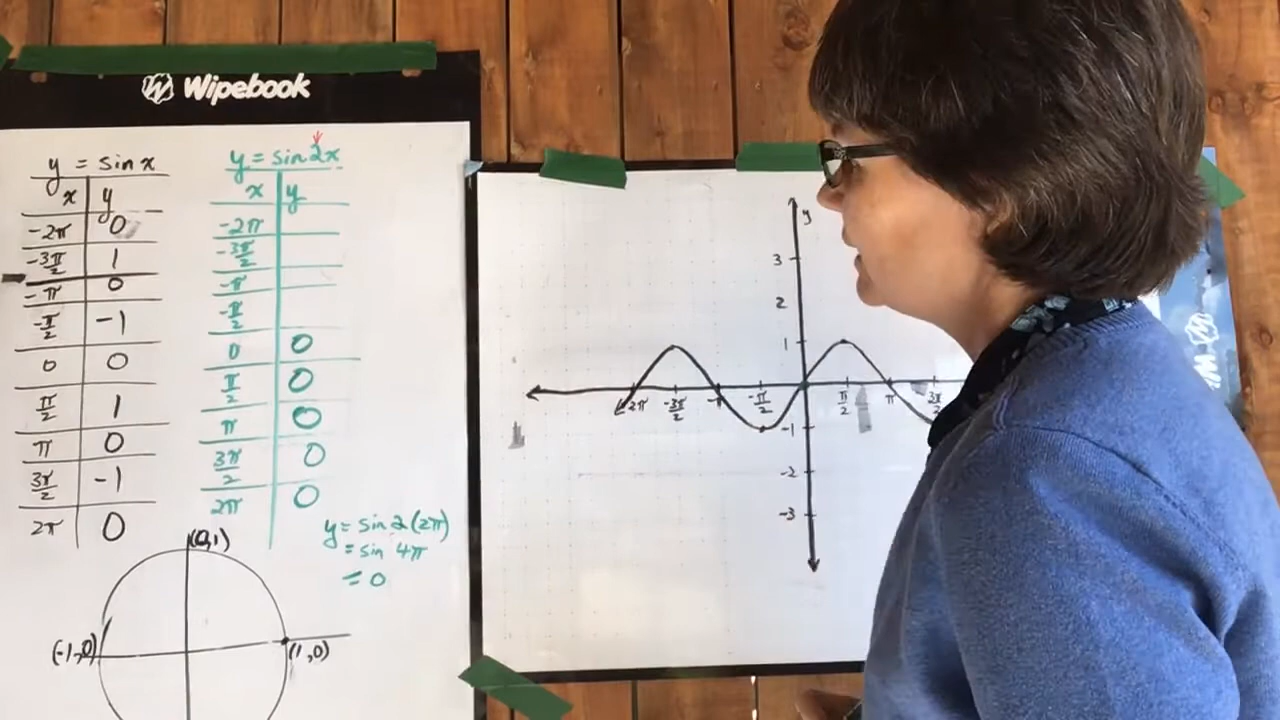 Wipebook
y = sin x
x y
-2π 0
-3π/2 1
-π 0
-π/2 -1
0 0
π/2 1
π 0
3π/2 -1
2π 0
y = sin 2x
x y
-2π
-3π/2
-π
-π/2
0 0
π/2 0
π 0
3π/2 0
2π 0
y = sin 2(2π)
= sin 4π
= 0
(0,1)
(-1,0)
(1,0)
y
3
2
1
-2π -3π/2 -π -π/2 π/2 π 3π/2
-1
-2
-3